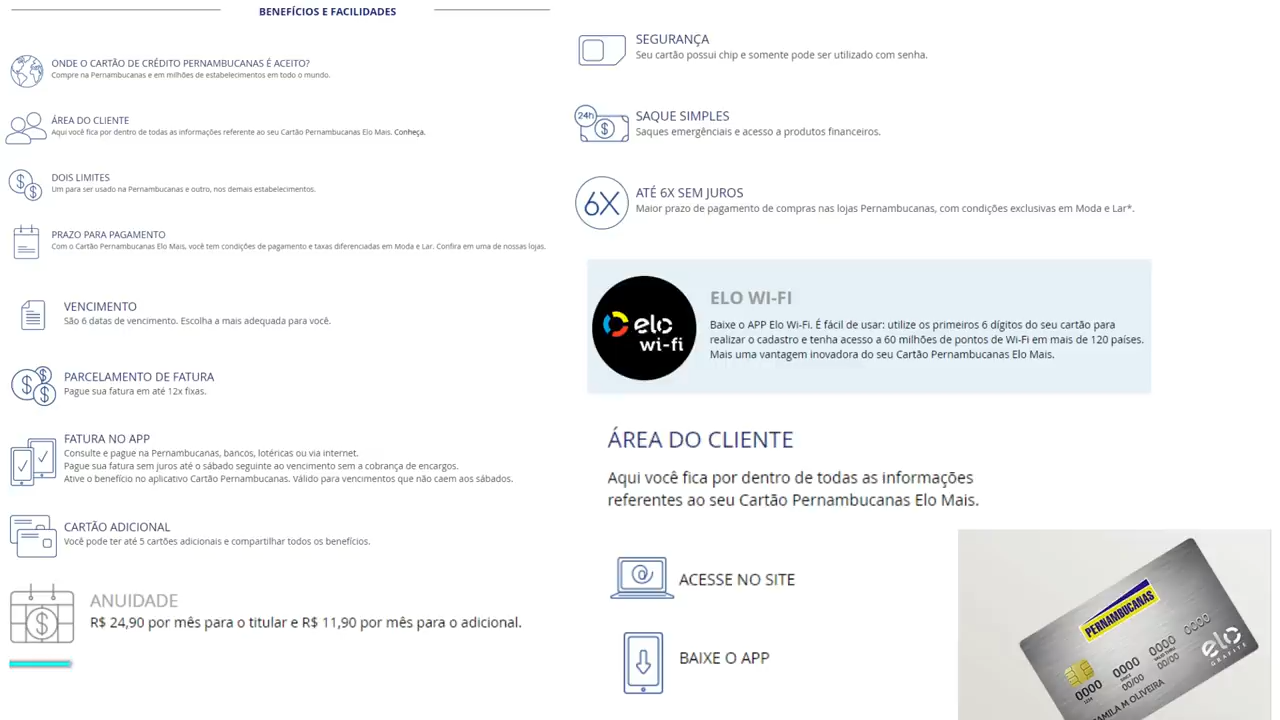 BENEFÍCIOS E FACILIDADES
ONDE O CARTÃO DE CRÉDITO PERNAMBUCANAS É ACEITO?
Compre na Pernambucanas e em milhões de estabelecimentos em todo o mundo.
ÁREA DO CLIENTE
Aqui você fica por dentro de todas as informações referente ao seu Cartão Pernambucanas Elo Mais. Conheça.
DOIS LIMITES
Um para ser usado na Pernambucanas e outro, nos demais estabelecimentos.
PRAZO PARA PAGAMENTO
Com o Cartão Pernambucanas Elo Mais, você tem condições de pagamento e taxas diferenciadas em Moda e Lar. Confira em uma de nossas lojas.
VENCIMENTO
São 6 datas de vencimento. Escolha a mais adequada para você.
PARCELAMENTO DE FATURA
Pague sua fatura em até 12x fixas.
FATURA NO APP
Consulte e pague na Pernambucanas, bancos, lotéricas ou via internet.
Pague sua fatura sem juros até o sábado seguinte ao vencimento sem a cobrança de encargos.
Ative o benefício no aplicativo Cartão Pernambucanas. Válido para vencimentos que não caem aos sábados.
CARTÃO ADICIONAL
Você pode ter até 5 cartões adicionais e compartilhar todos os benefícios.
ANUIDADE
R$ 24,90 por mês para o titular e R$ 11,90 por mês para o adicional.
SEGURANÇA
Seu cartão possui chip e somente pode ser utilizado com senha.
24h
SAQUE SIMPLES
Saques emergênciais e acesso a produtos financeiros.
6X
ATÉ 6X SEM JUROS
Maior prazo de pagamento de compras nas lojas Pernambucanas, com condições exclusivas em Moda e Lar*.
elo
wi-fi
ELO WI-FI
Baixe o APP Elo Wi-Fi. É fácil de usar: utilize os primeiros 6 dígitos do seu cartão para
realizar o cadastro e tenha acesso a 60 milhões de pontos de Wi-Fi em mais de 120 países.
Mais uma vantagem inovadora do seu Cartão Pernambucanas Elo Mais.
ÁREA DO CLIENTE
Aqui você fica por dentro de todas as informações
referentes ao seu Cartão Pernambucanas Elo Mais.
ACESSE NO SITE
BAIXE O APP
PERNAMBUCANAS
elo
GRAFITE
0000 0000 0000 0000
00/00 00/00
CAMILA M OLIVEIRA